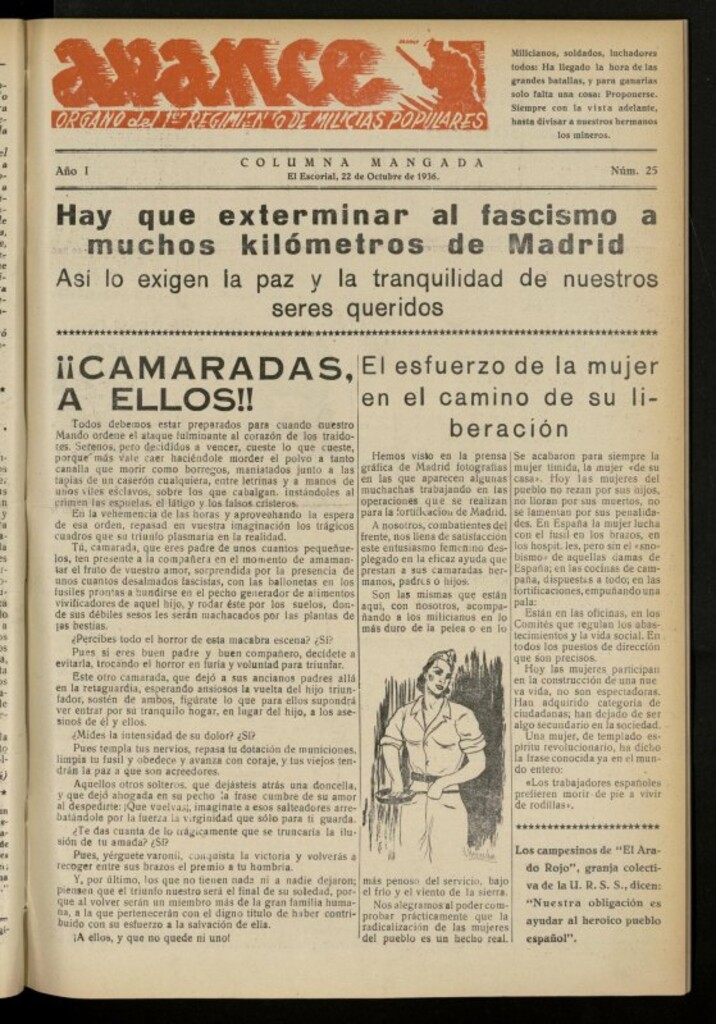 avance
ORGANO del 1er REGIMIENTO DE MILICIAS POPULARES
Milicianos, soldados, luchadores
todos: Ha llegado la hora de las
grandes batallas, y para ganarlas
solo falta una cosa: Proponerse.
Siempre con la vista adelante,
hasta divisar a nuestros hermanos
los mineros.
Año I
COLUMNA MANGADA
El Escorial, 22 de Octubre de 1936.
Núm. 25
Hay que exterminar al fascismo a
muchos kilómetros de Madrid
Asi lo exigen la paz y la tranquilidad de nuestros
seres queridos
¡¡CAMARADAS,
A ELLOS!!
Todos debemos estar preparados para cuando nuestro
Mando ordene el ataque fulminante al corazón de los traido-
res. Serenos, pero decididos a vencer, cueste lo que cueste,
porque más vale caer haciéndole morder el polvo a tanto
canalla que morir como borregos, maniatados junto a las
tapias de un caserón cualquiera, entre letrinas y a manos de
unos viles esclavos, sobre los que cabalgan, instándoles al
crimen las espuelas, el látigo y los falsos cristeros.
En la vehemencia de las horas y aprovechando la espera
de esa orden, repasad en vuestra imaginación los trágicos
cuadros que su triunfo plasmaria en la realidad.
Tú, camarada, que eres padre de unos cuantos pequeñue-
los, ten presente a la compañera en el momento de amaman-
tar el fruto de vuestro amor, sorprendida por la presencia de
unos cuantos desalmados fascistas, con las ballonetas en los
fusiles prontas a hundirse en el pecho generador de alimentos
vivificadores de aquel hijo, y rodar éste por los suelos, don-
de sus débiles sesos les serán machacados por las plantas de
las bestias.
¿Percibes todo el horror de esta macabra escena? ¿Sí?
Pues si eres buen padre y buen compañero, decídete a
evitarla, trocando el horror en furia y voluntad para triunfar.
Este otro camarada, que dejó a sus ancianos padres allá
en la retaguardia, esperando ansiosos la vuelta del hijo triun-
fador, sostén de ambos, figúrate lo que para ellos supondrá
ver entrar por su tranquilo hogar, en lugar del hijo, a los ase-
sinos de él y ellos.
¿Mides la intensidad de su dolor? ¿Sí?
Pues templa tus nervios, repasa tu dotación de municiones,
limpia tu fusil y obedece y avanza con coraje, y tus viejos ten-
drán la paz a que son acreedores.
Aquellos otros solteros, que dejásteis atrás una doncella,
y que dejó ahogada en su pecho la frase cumbre de su amor
al despedirte: ¡Que vuelvas!, imaginate a esos salteadores arre-
batándole por la fuerza la virginidad que sólo para ti guarda.
¿Te das cuanta de lo trágicamente que se truncaría la ilu-
sión de tu amada? ¿Sí?
Pues, yérguete varonil, conquista la victoria y volverás a
recoger entre sus brazos el premio a tu hombria.
Y, por último, los que no tienen nada ni a nadie dejaron;
piensen que el triunfo nuestro será el final de su soledad, por-
que al volver serán un miembro más de la gran familia huma-
na, a la que pertenecerán con el digno titulo de haber contri-
buido con su esfuerzo a la salvación de ella.
¡A ellos, y que no quede ni uno!
El esfuerzo de la mujer
en el camino de su li-
beración
Hemos visto en la prensa
gráfica de Madrid fotografias
en las que aparecen algunas
muchachas trabajando en las
operaciones que se realizan
para la fortificación de Madrid.
A nosotros, combatientes del
frente, nos llena de satisfacción
este entusiasmo femenino des-
plegado en la eficaz ayuda que
prestan a sus camaradas her-
manos, padres o hijos.
Son las mismas que están
aquí, con nosotros, acompa-
ñando a los milicianos en lo
más duro de la pelea o en lo
más penoso del servicio, bajo
el frío y el viento de la sierra.
Nos alegramos al poder com-
probar prácticamente que la
radicalización de las mujeres
del pueblo es un hecho real.
Se acabaron para siempre la
mujer tímida, la mujer «de su
casa». Hoy las mujeres del
pueblo no rezan por sus hijos,
no lloran por sus muertos, no
se lamentan por sus penalida-
des. En España la mujer lucha
con el fusil en los brazos, en
los hospitales, pero sin el «sno-
bismo» de aquellas damas de
España; en las cocinas de cam-
paña, dispuestas a todo; en las
fortificaciones, empuñando una
pala;
Están en las oficinas, en los
Comités que regulan los abas-
tecimientos y la vida social. En
todos los puestos de dirección
que son precisos.
Hoy las mujeres participan
en la construcción de una nue
va vida, no son espectadoras.
Han adquirido categoría de
ciudadanas; han dejado de ser
algo secundario en la sociedad.
Una mujer, de templado es-
píritu revolucionario, ha dicho
la frase conocida ya en el mun-
do entero:
«Los trabajadores españoles
prefieren morir de pie a vivir
de rodillas».
Los campesinos de "El Ara-
do Rojo", granja colecti-
va de la U. R. S. S., dicen:
"Nuestra obligación es
ayudar al heroico pueblo
español".